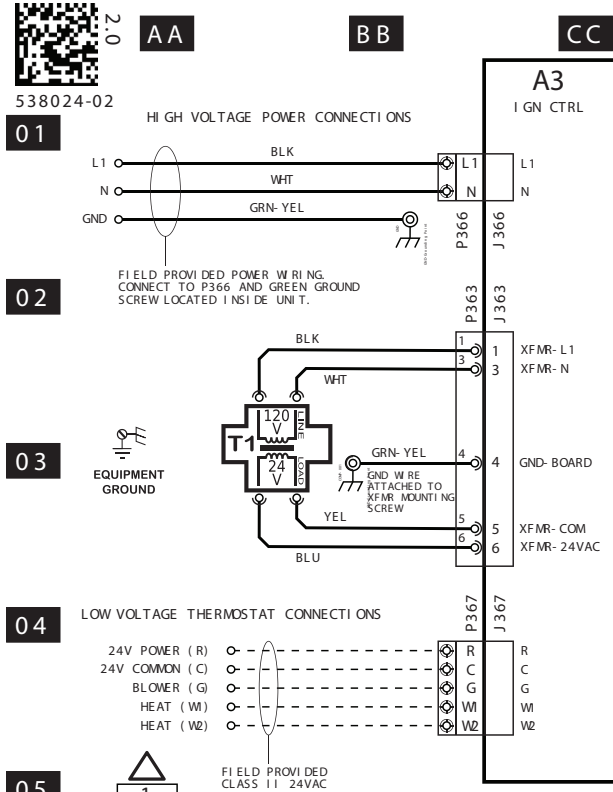 2.0
AA
BB
CC
538024-02
A3
IGN CTRL
01
HIGH VOLTAGE POWER CONNECTIONS
L1
BLK
L1
L1
N
WHT
N
N
GND
GRN-YEL
P366
J366
FIELD PROVIDED POWER WIRING.
CONNECT TO P366 AND GREEN GROUND
SCREW LOCATED INSIDE UNIT.
02
P363
J363
BLK
1
1
XFMR-L1
WHT
3
3
XFMR-N
120
V
LINE
T1
24
V
LOAD
03
EQUIPMENT
GROUND
GRN-YEL
4
4
GND-BOARD
GND WIRE
ATTACHED TO
XFMR MOUNTING
SCREW
YEL
5
5
XFMR-COM
BLU
6
6
XFMR-24VAC
04
LOW VOLTAGE THERMOSTAT CONNECTIONS
P367
J367
24V POWER (R)
R
R
24V COMMON (C)
C
C
BLOWER (G)
G
G
HEAT (W1)
W1
W1
HEAT (W2)
W2
W2
05
1
FIELD PROVIDED
CLASS II 24VAC